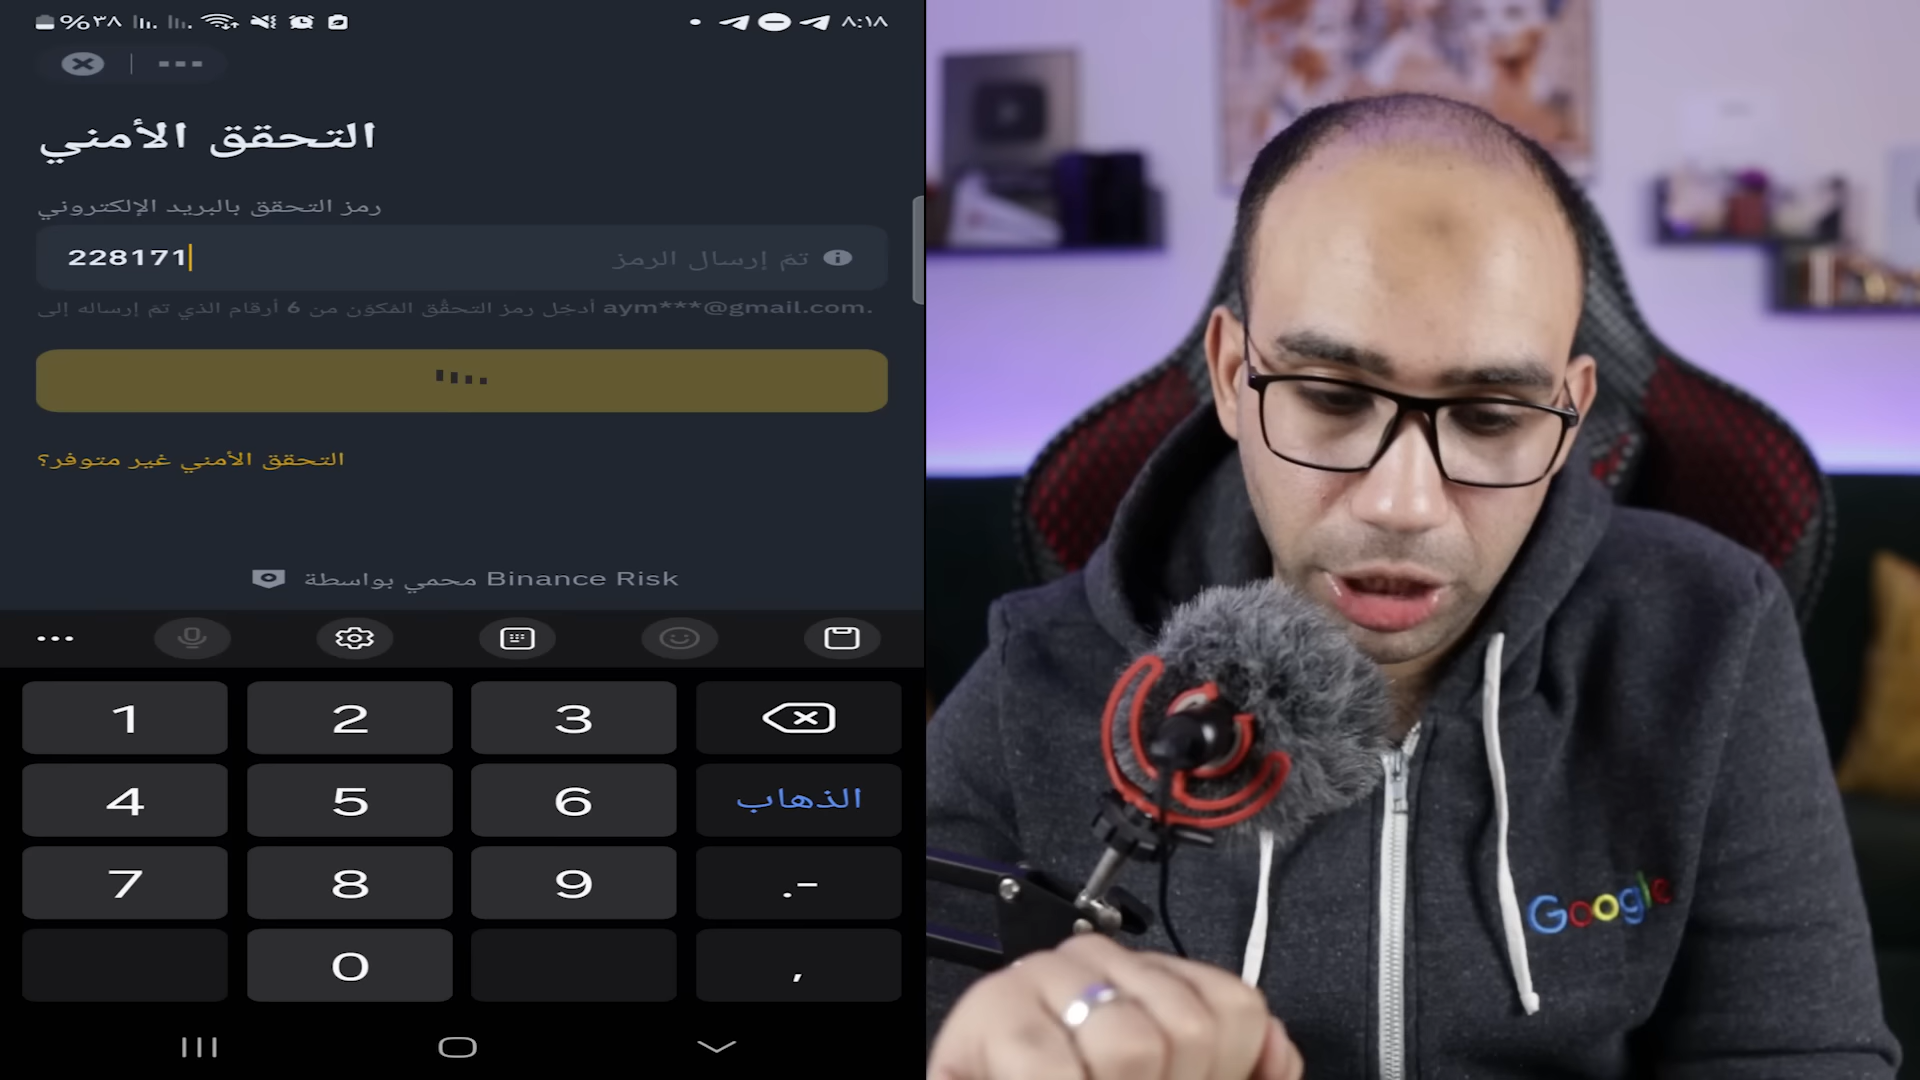 %٣٨
٨:١٨
التحقق الأمني
رمز التحقق بالبريد الإلكتروني
228171
تم إرسال الرمز
أدخل رمز التحقُّق المُكوّن من 6 أرقام الذي تمّ إرساله إلى aym***@gmail.com.
التحقق الأمني غير متوفر؟
محمي بواسطة Binance Risk
1 2 3
4 5 6 الذهاب
7 8 9 .-
0 ,
Google